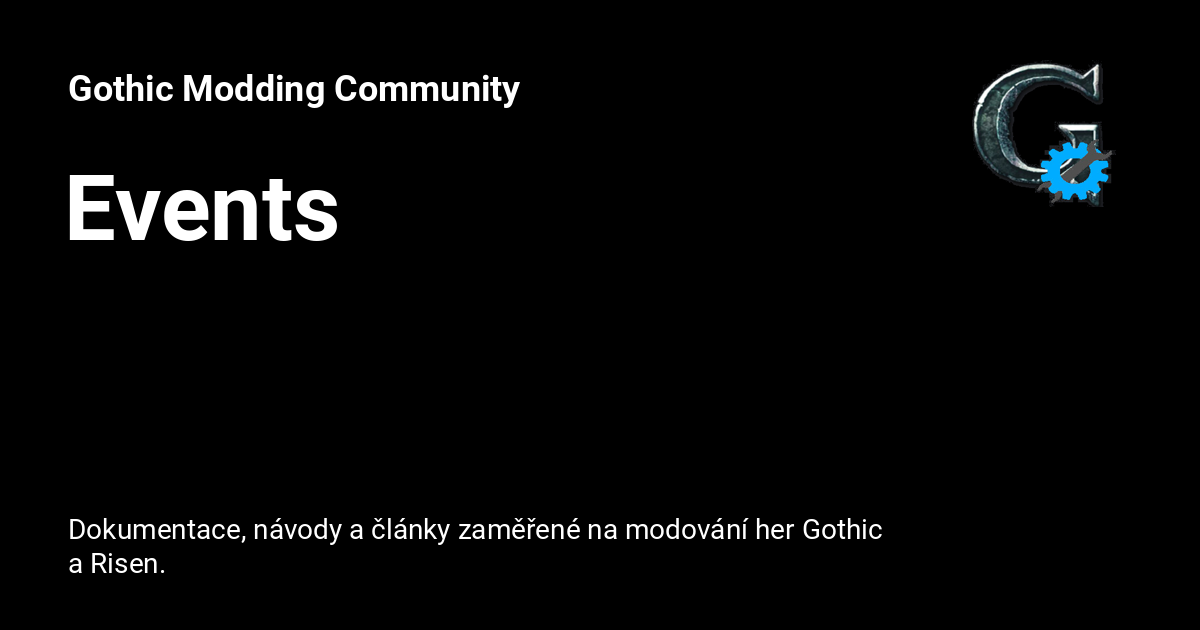 Gothic Modding Community
Events
Dokumentace, návody a články zaměřené na modování her Gothic
a Risen.